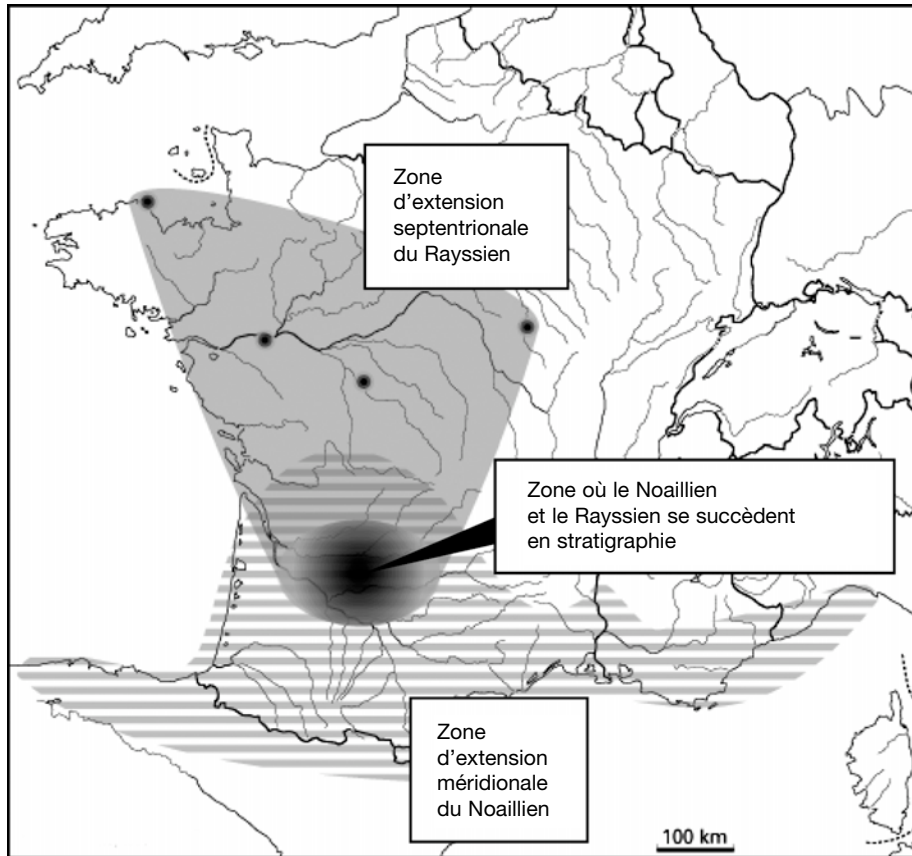 Zone
d'extension
septentrionale
du Rayssien
Zone où le Noaillien
et le Rayssien se succèdent
en stratigraphie
Zone
d'extension
méridionale
du Noaillien
100 km